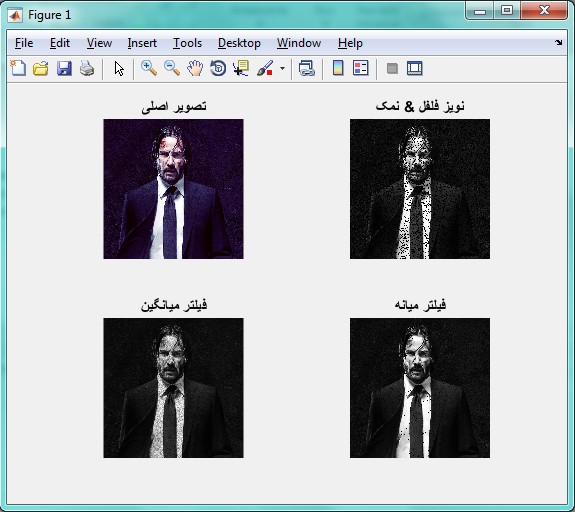 Figure 1
File Edit View Insert Tools Desktop Window Help
تصویر اصلی
نویز فلفل & نمک
فیلتر میانگین
فیلتر میانه